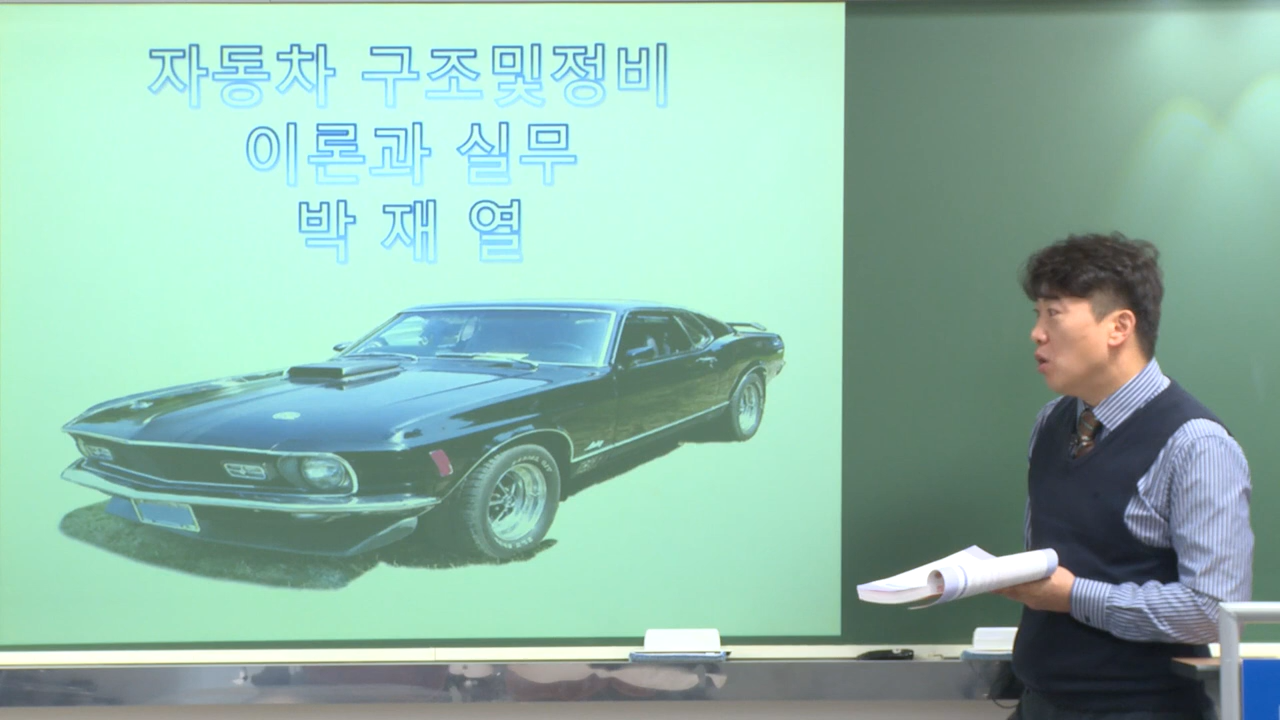 자동차 구조및정비
이론과 실무
박 재 열